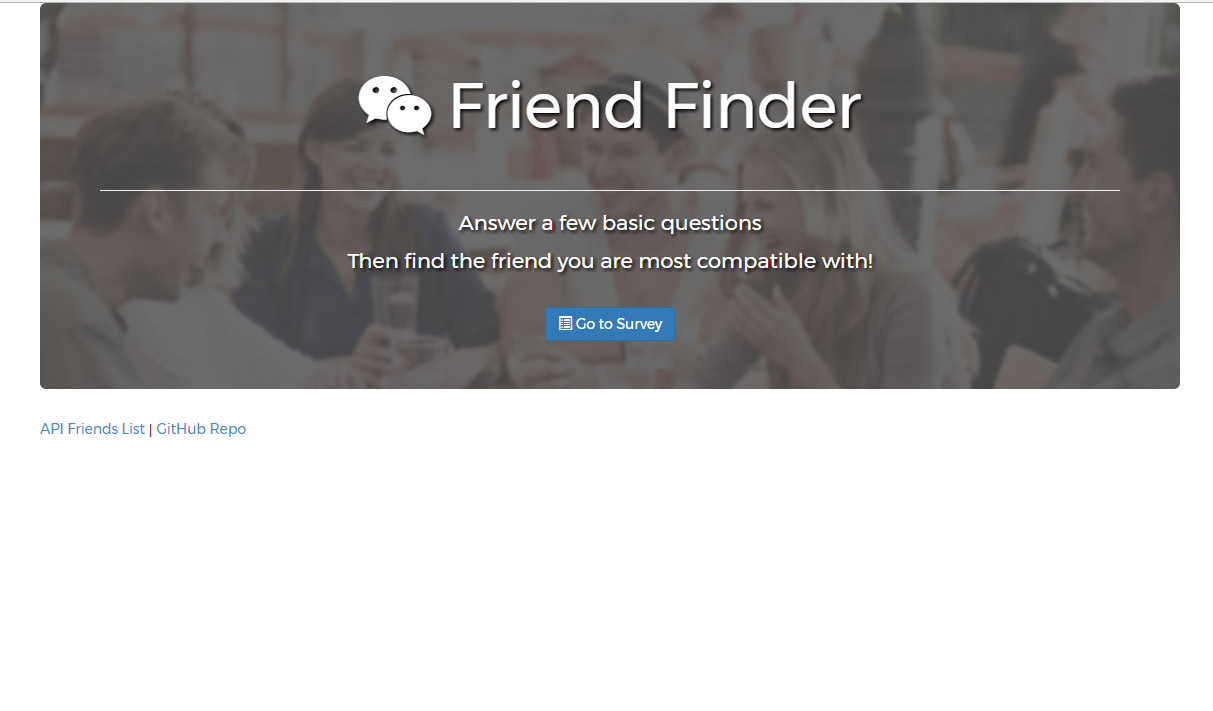 Friend Finder
Answer a few basic questions
Then find the friend you are most compatible with!
Go to Survey
API Friends List | GitHub Repo